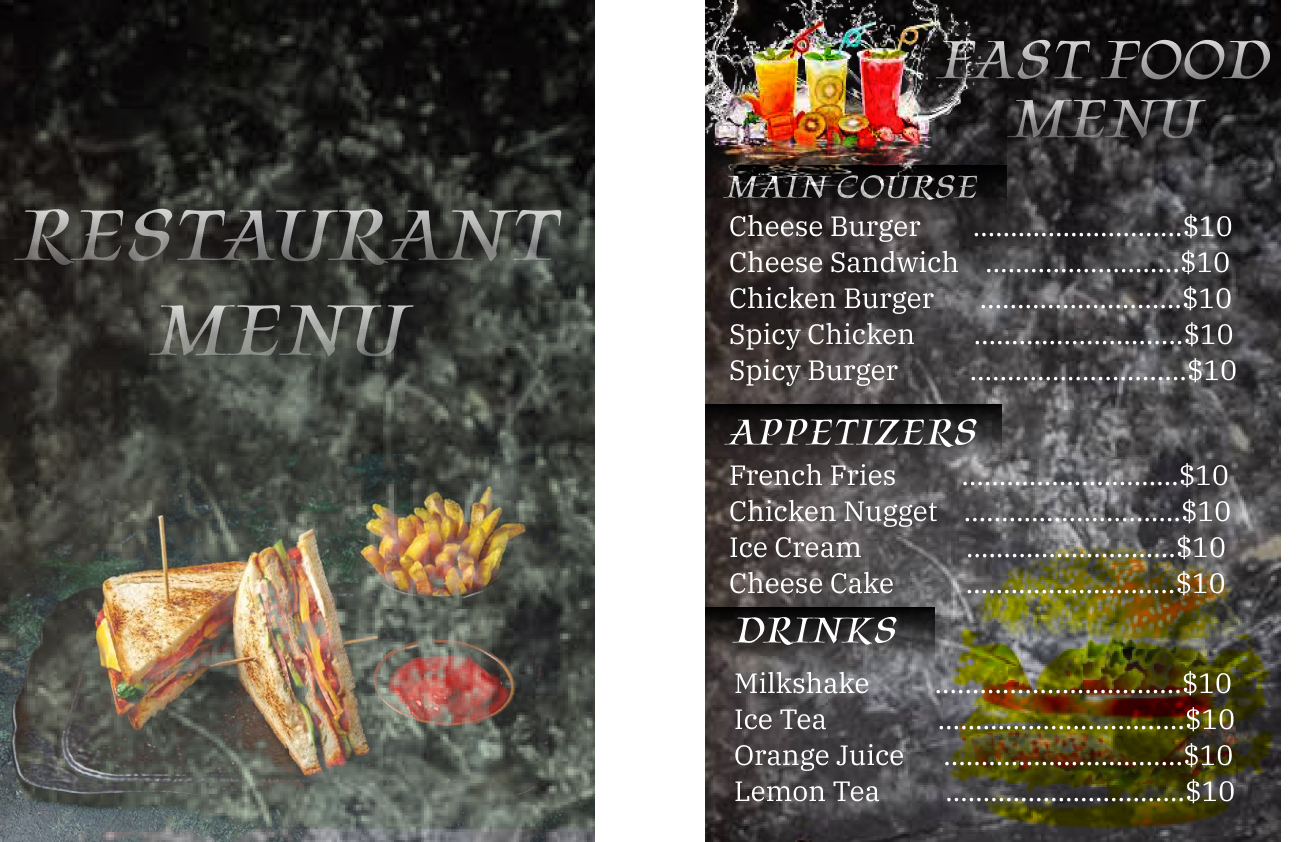 RESTAURANT
MENU
FAST FOOD
MENU
MAIN COURSE
Cheese Burger ............................$10
Cheese Sandwich ..........................$10
Chicken Burger ...........................$10
Spicy Chicken ............................$10
Spicy Burger .............................$10
APPETIZERS
French Fries .............................$10
Chicken Nugget .............................$10
Ice Cream ............................$10
Cheese Cake ............................$10
DRINKS
Milkshake .................................$10
Ice Tea .................................$10
Orange Juice ................................$10
Lemon Tea ................................$10